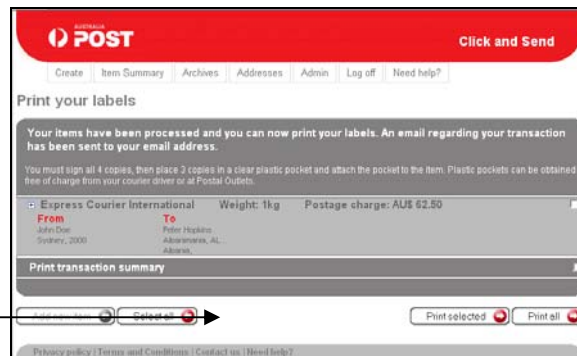 AUSTRALIA
POST
Click and Send
Create Item Summary Archives Addresses Admin Log off Need help?
Print your labels
Your items have been processed and you can now print your labels. An email regarding your transaction
has been sent to your email address.
You must sign all 4 copies, then place 3 copies in a clear plastic pocket and attach the pocket to the item. Plastic pockets can be obtained
free of charge from your courier driver or at Postal Outlets.
Express Courier International Weight: 1kg Postage charge: AU$ 62.50
From To
John Doe Peter Hopkins
Sydney, 2000 AL...
Albania,
Print transaction summary
Add new item Select all Print selected Print all
Privacy policy | Terms and Conditions | Contact us | Need help?